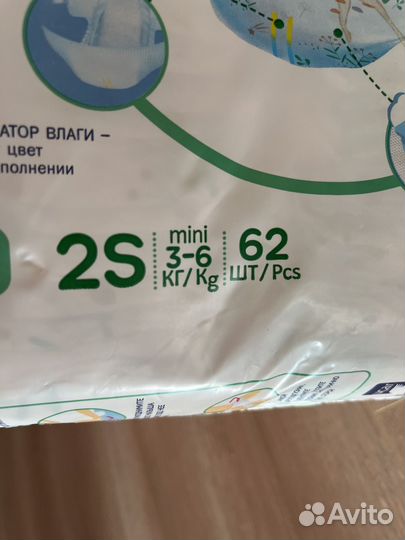 АТОР ВЛАГИ –
цвет
полнении
2S
mini
3-6
КГ/Kg
62
ШТ/Pcs
Avito